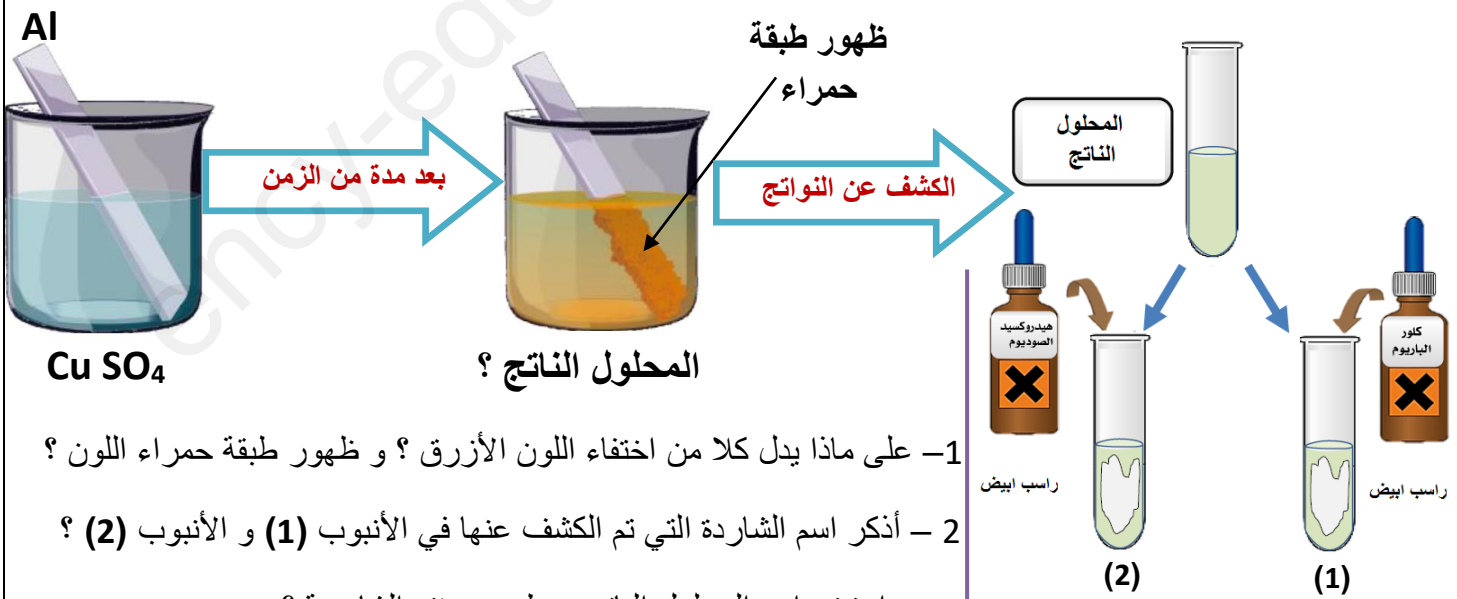 Al
ظهور طبقة
حمراء
المحلول
الناتج
بعد مدة من الزمن
الكشف عن النواتج
هيدروكسيد
الصوديوم
كلور
الباريوم
Cu SO₄
المحلول الناتج ؟
1– على ماذا يدل كلا من اختفاء اللون الأزرق ؟ و ظهور طبقة حمراء اللون ؟
راسب ابيض
راسب ابيض
2 – أذكر اسم الشاردة التي تم الكشف عنها في الأنبوب (1) و الأنبوب (2) ؟
(2)
(1)
ency-edu